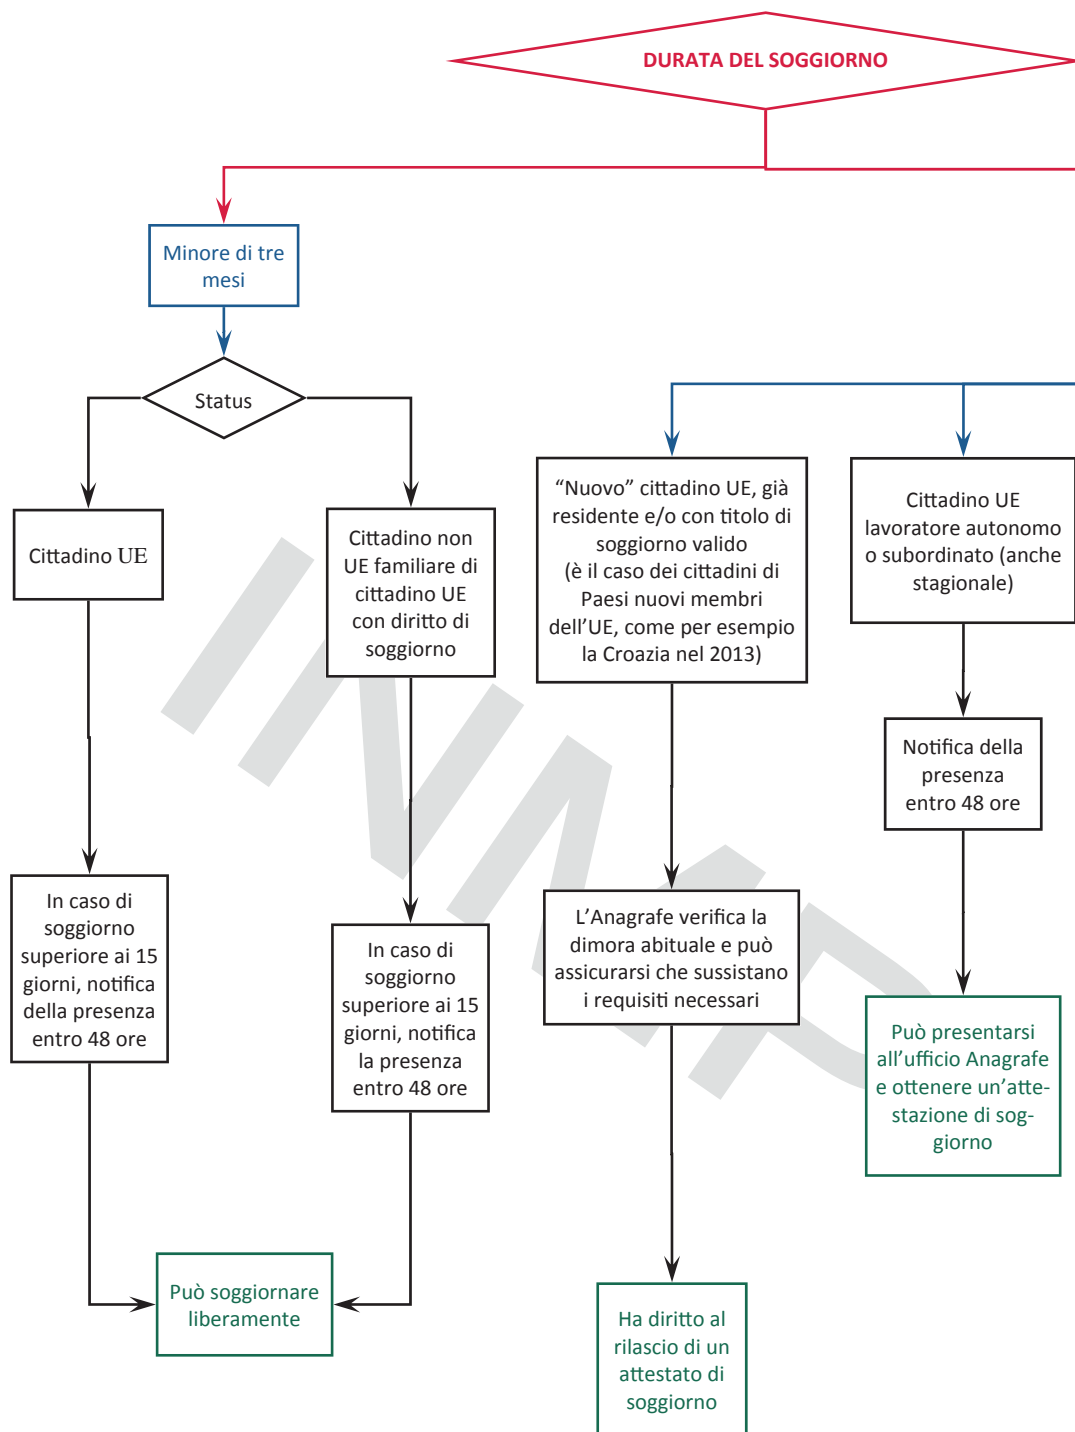 DURATA DEL SOGGIORNO
Minore di tre
mesi
Status
Cittadino UE
Cittadino non
UE familiare di
cittadino UE
con diritto di
soggiorno
“Nuovo” cittadino UE, già
residente e/o con titolo di
soggiorno valido
(è il caso dei cittadini di
Paesi nuovi membri
dell’UE, come per esempio
la Croazia nel 2013)
Cittadino UE
lavoratore autonomo
o subordinato (anche
stagionale)
Notifica della
presenza
entro 48 ore
In caso di
soggiorno
superiore ai 15
giorni, notifica
della presenza
entro 48 ore
In caso di
soggiorno
superiore ai 15
giorni, notifica
la presenza
entro 48 ore
L’Anagrafe verifica la
dimora abituale e può
assicurarsi che sussistano
i requisiti necessari
Può presentarsi
all’ufficio Anagrafe
e ottenere un’atte-
stazione di sog-
giorno
Può soggiornare
liberamente
Ha diritto al
rilascio di un
attestato di
soggiorno
INMP